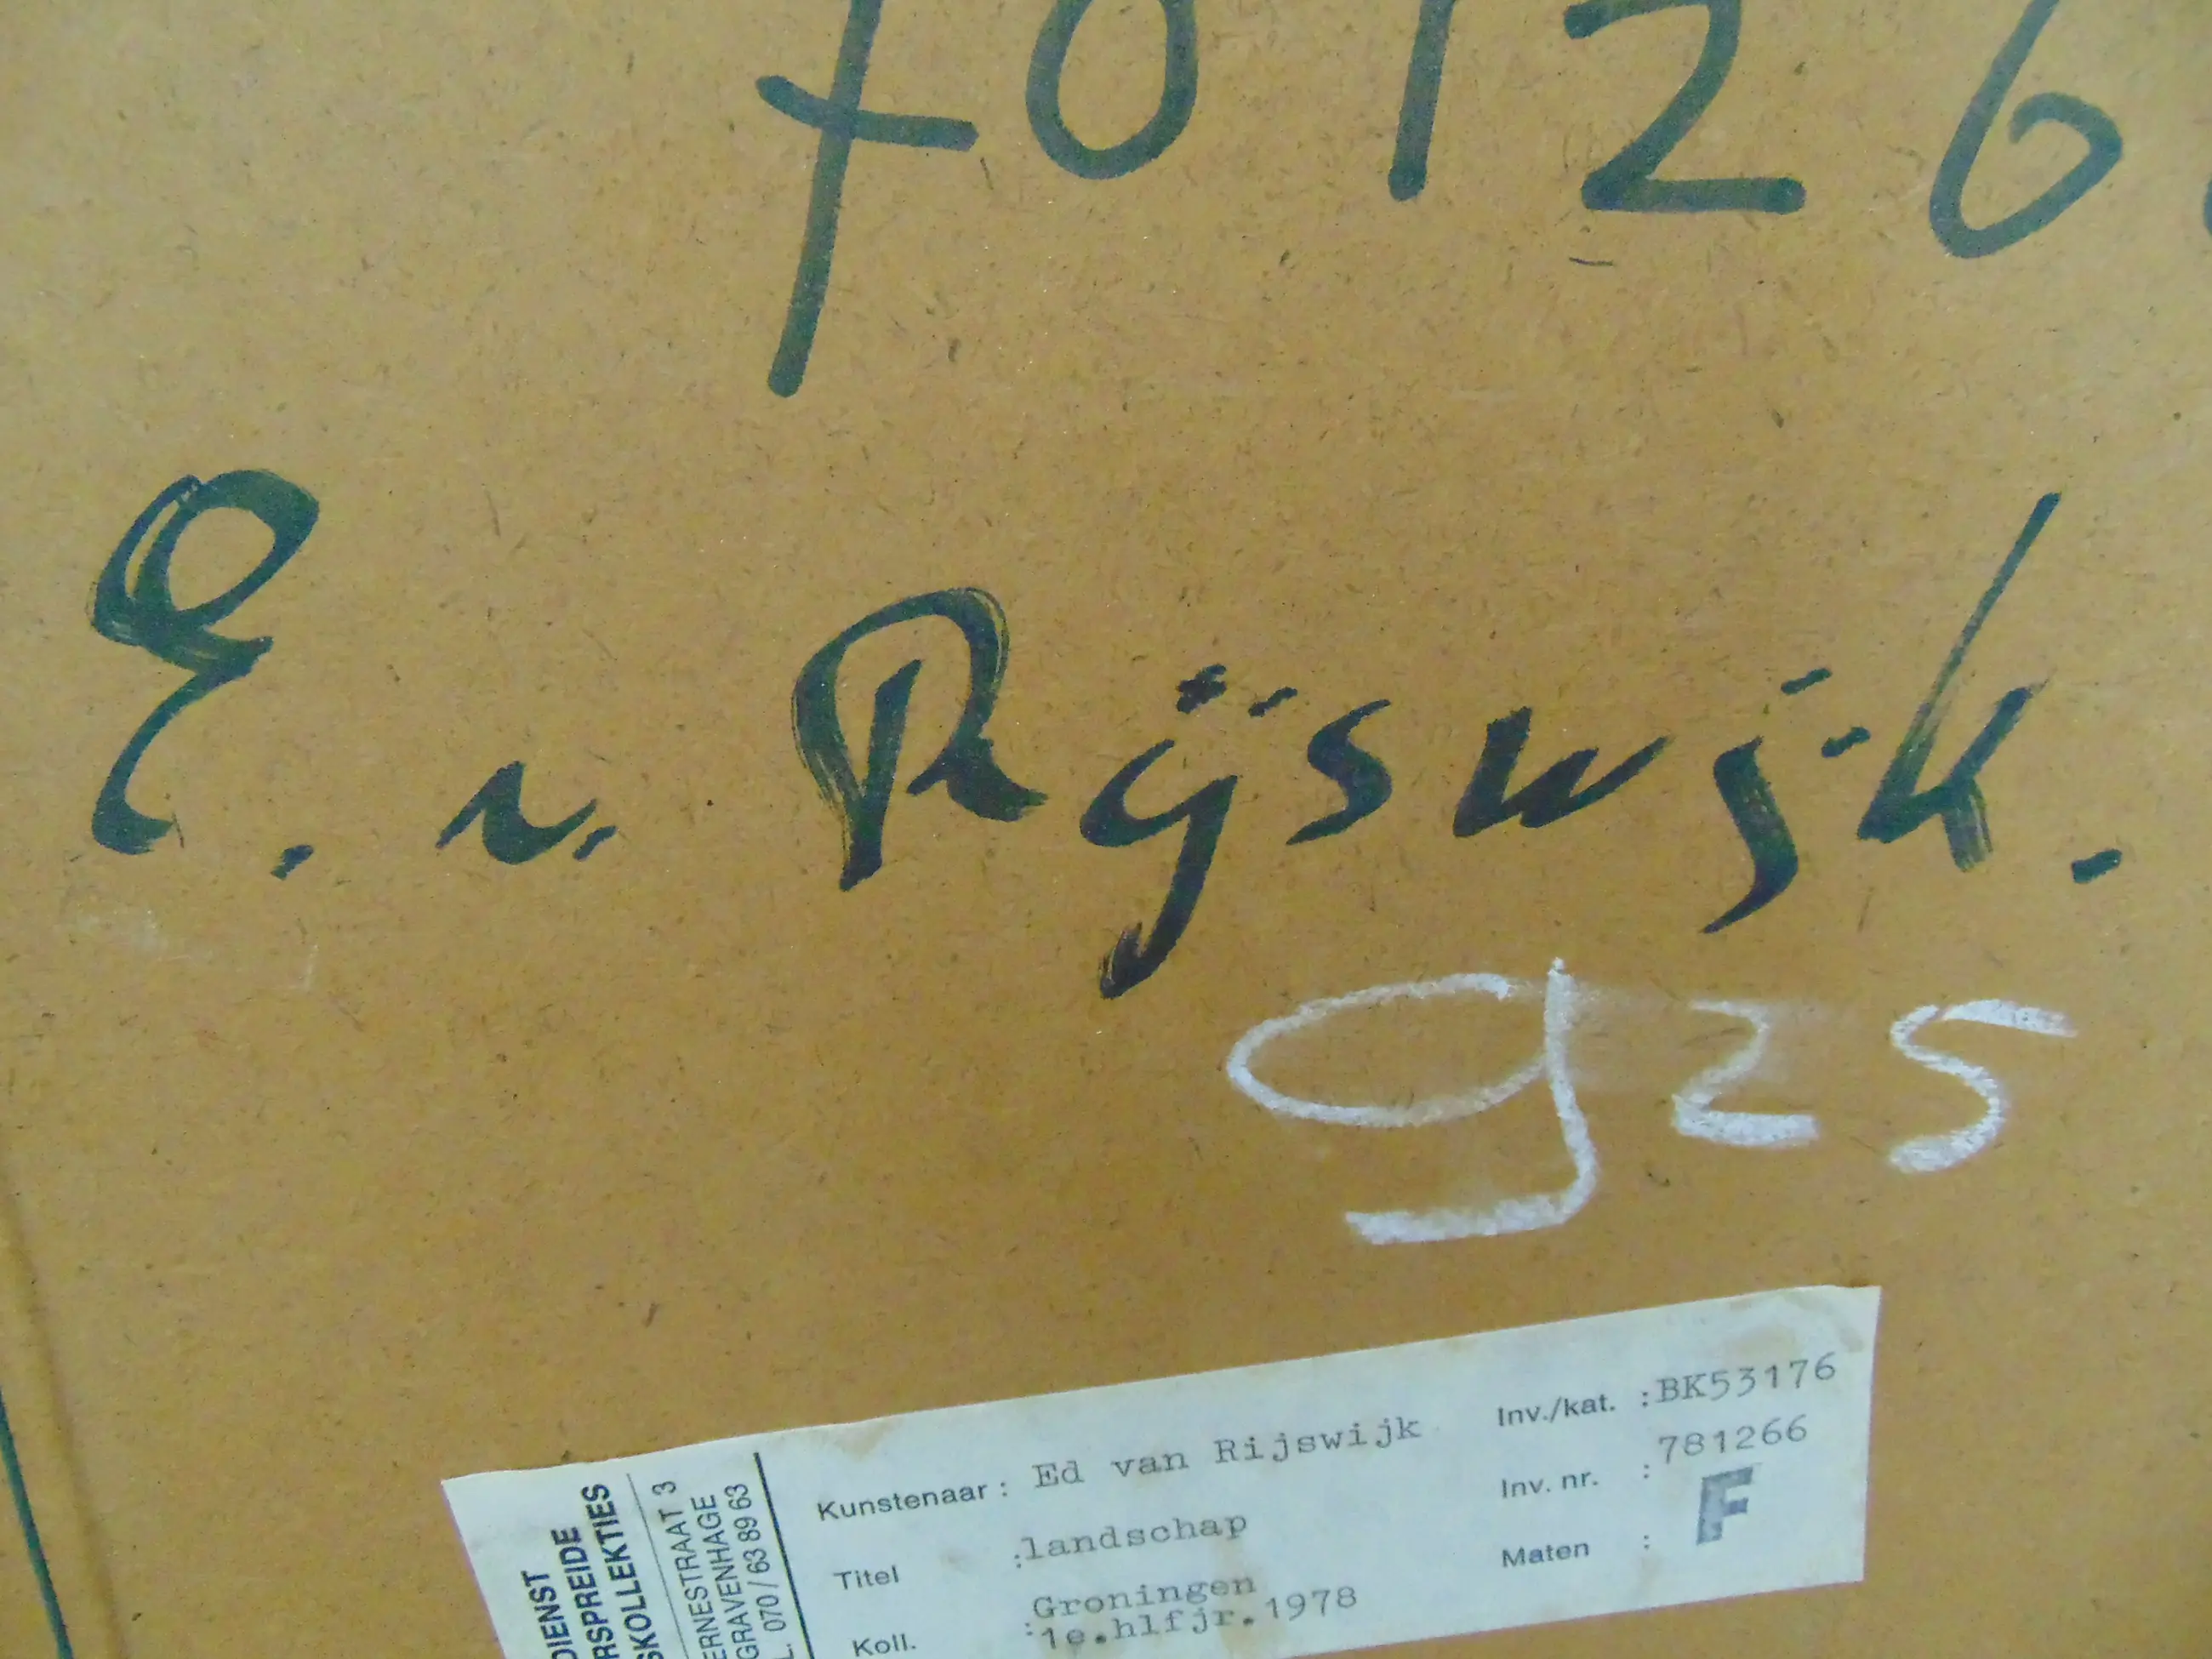 E. v. Rijswijk.
925
Kunstenaar : Ed van Rijswijk
Titel : landschap
Koll. : Groningen
1e.hlfjr.1978
Inv./kat. : BK53176
Inv. nr. : 781266
Maten : F
DIENST
RSPREIDE
SKOLLEKTIES
ERNESTRAAT 3
GRAVENHAGE
L. 070/63 89 63